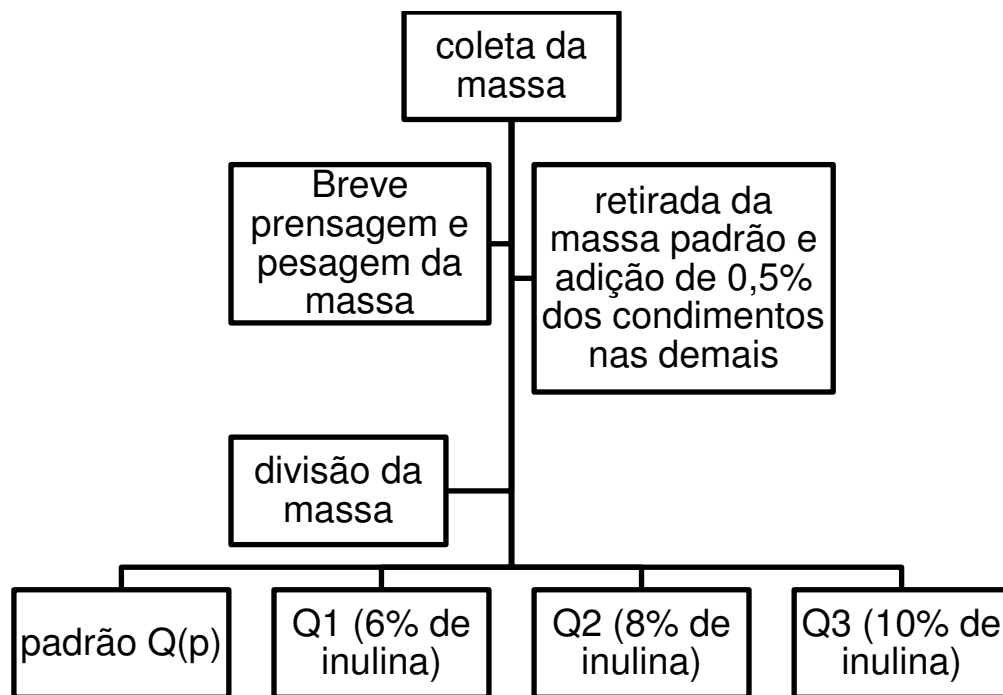 coleta da
massa
Breve
prensagem e
pesagem da
massa
retirada da
massa padrão e
adição de 0,5%
dos condimentos
nas demais
divisão da
massa
padrão Q(p)
Q1 (6% de
inulina)
Q2 (8% de
inulina)
Q3 (10% de
inulina)